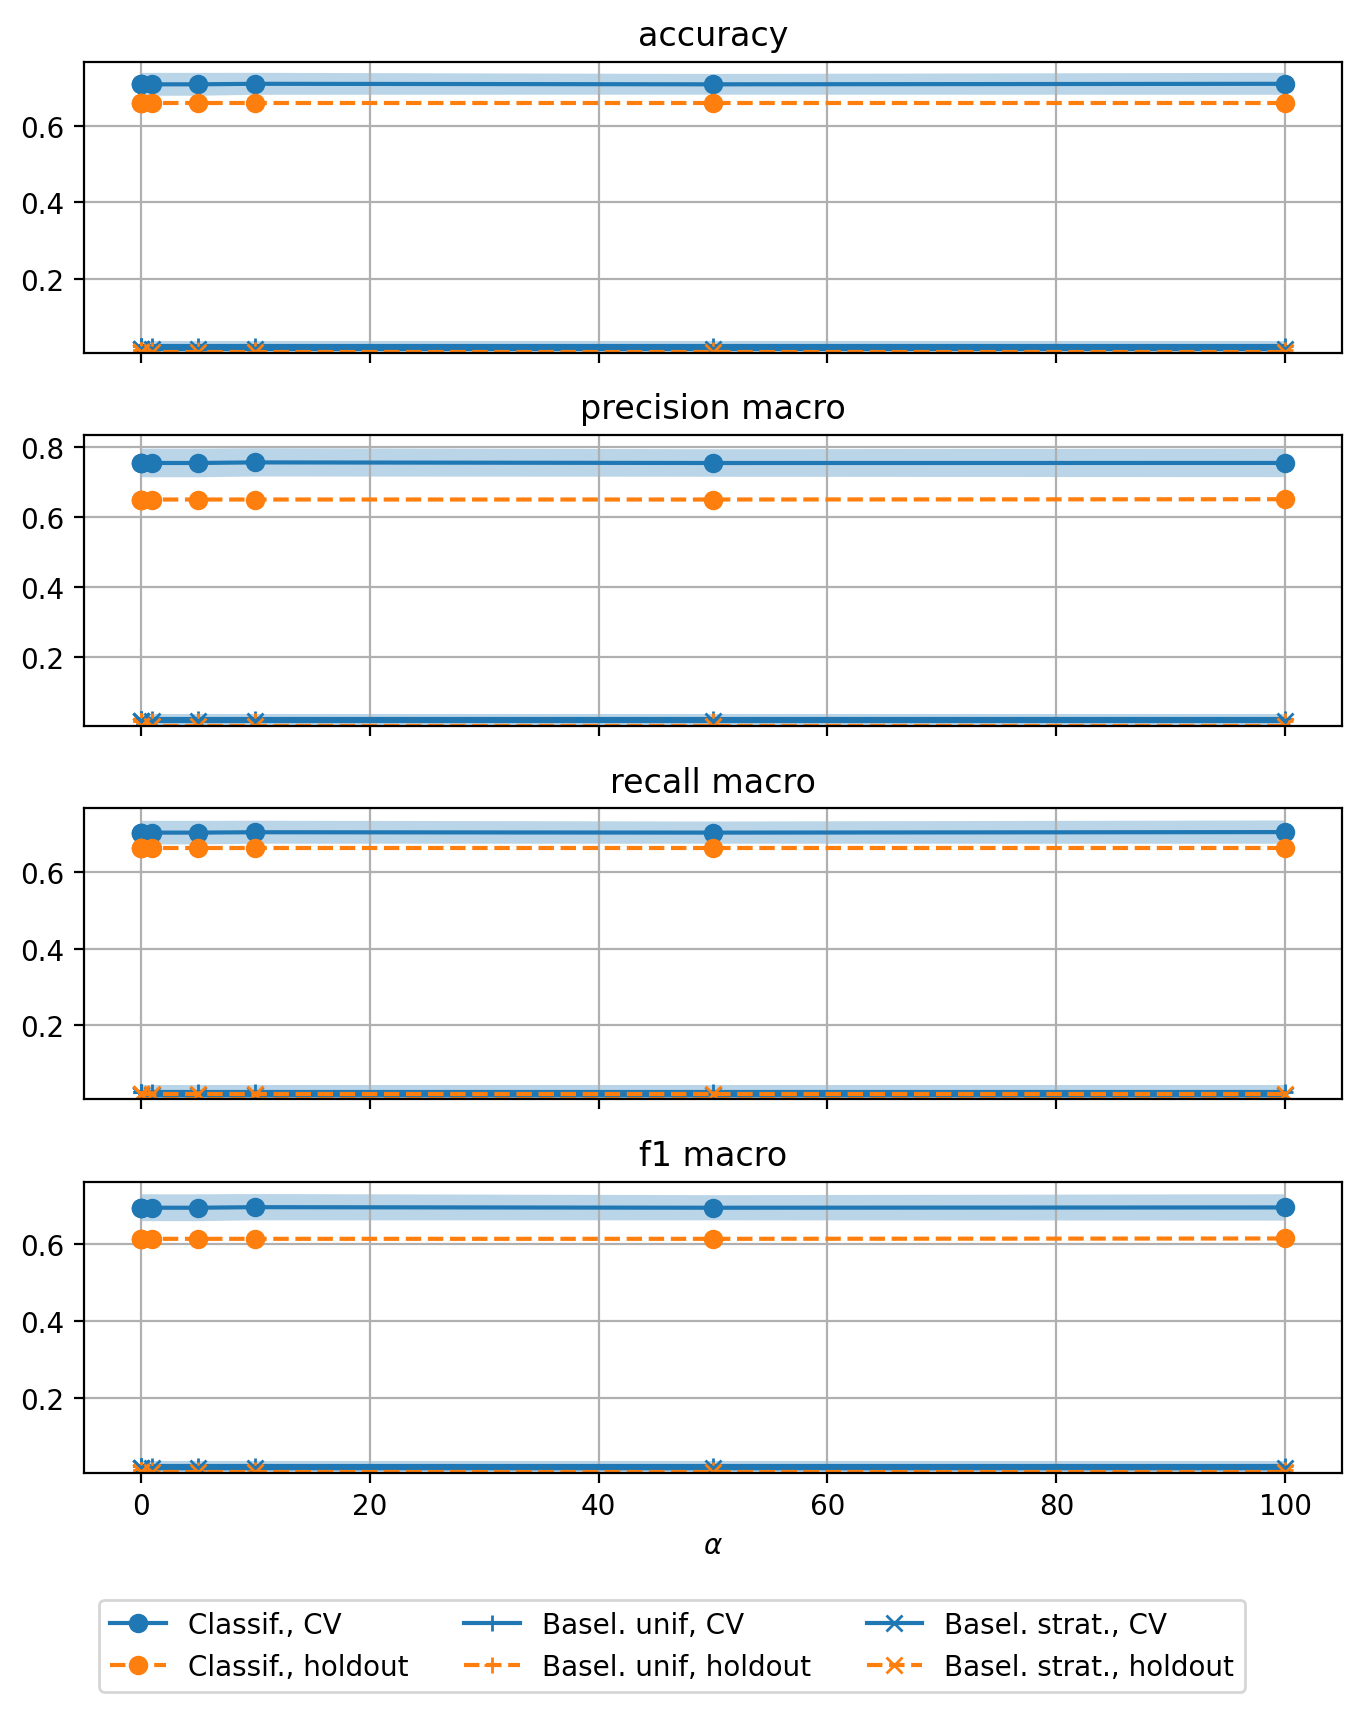 accuracy
0.6
0.4
0.2
precision macro
0.8
0.6
0.4
0.2
recall macro
0.6
0.4
0.2
f1 macro
0.6
0.4
0.2
0 20 40 60 80 100
α
Classif., CV Basel. unif, CV Basel. strat., CV
Classif., holdout Basel. unif, holdout Basel. strat., holdout